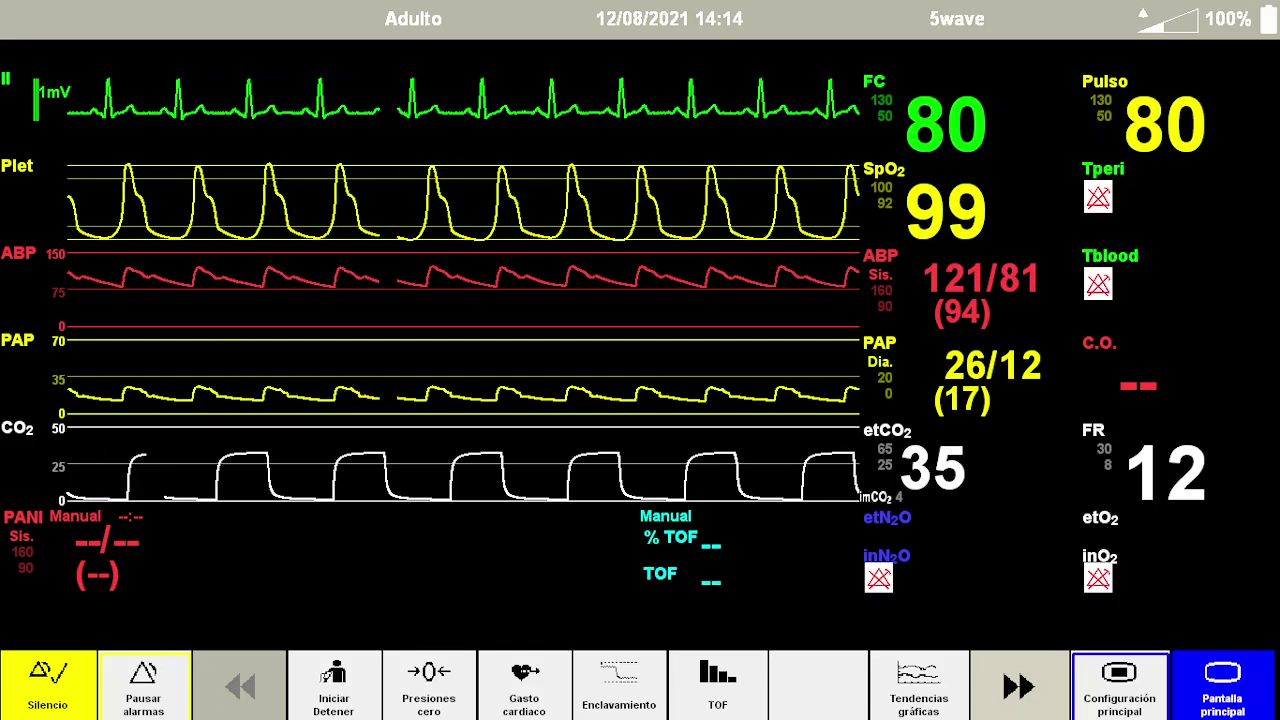 Adulto 12/08/2021 14:14 5wave 100%
II
1mV
FC
130
50
80
Pulso
130
50
80
Plet
SpO₂
100
92
99
Tperi
ABP 150
75
0
ABP
Sis.
160
90
121/81
(94)
Tblood
PAP 70
35
0
PAP
Dia.
20
0
26/12
(17)
C.O.
--
CO₂ 50
25
0
etCO₂
65
25
35
imCO₂ 4
FR
30
8
12
PANI Manual --:--
Sis.
160
90
--/--
(--)
Manual
% TOF --
TOF --
etN₂O
inN₂O
etO₂
inO₂
Silencio
Pausar
alarmas
Iniciar
Detener
→0←
Presiones
cero
Gasto
cardíaco
Enclavamiento
TOF
Tendencias
gráficas
Configuración
principal
Pantalla
principal